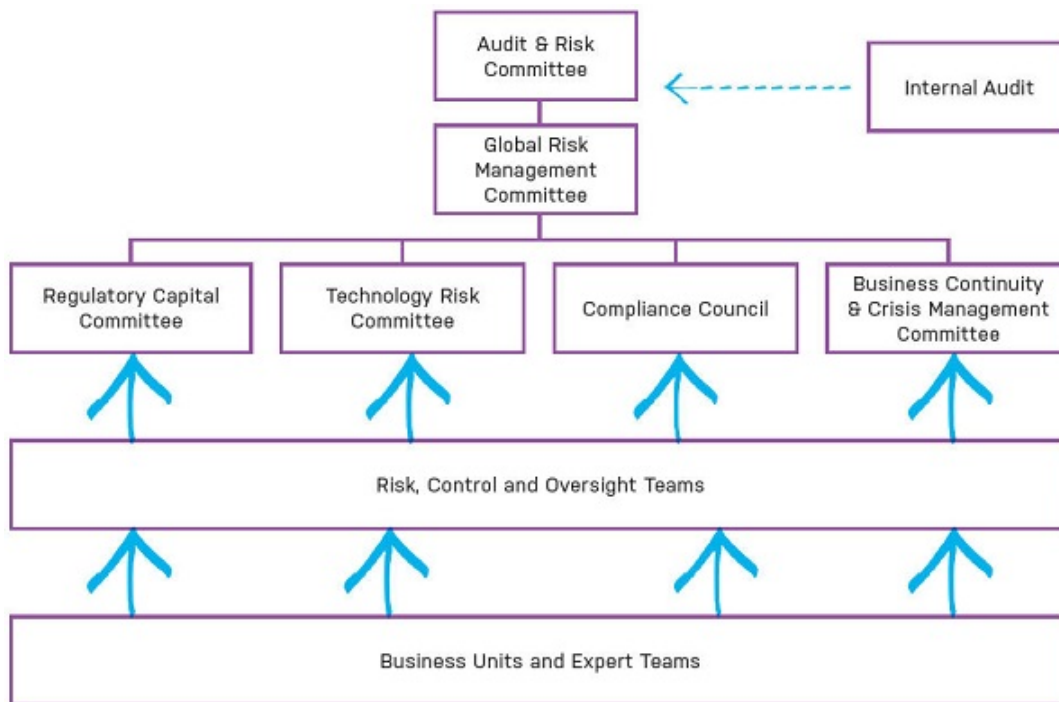 Audit & Risk
Committee
Internal Audit
Global Risk
Management
Committee
Regulatory Capital
Committee
Technology Risk
Committee
Compliance Council
Business Continuity
& Crisis Management
Committee
Risk, Control and Oversight Teams
Business Units and Expert Teams